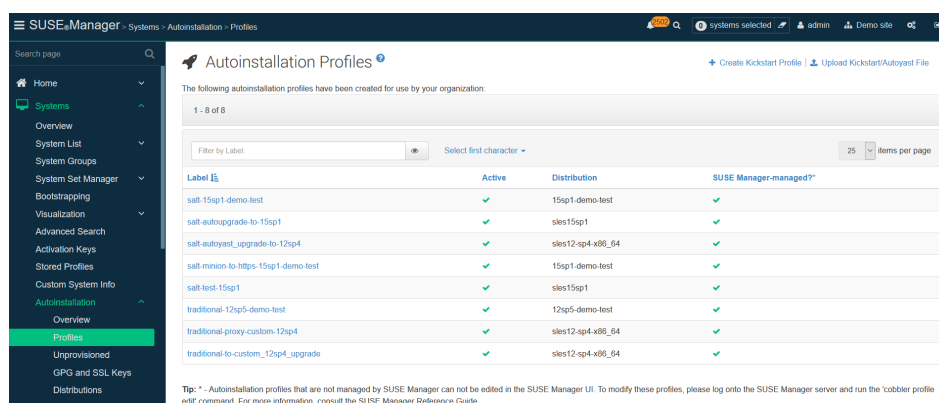 SUSE®Manager > Systems > Autoinstallation > Profiles
2502
0 systems selected
admin
Demo site
Search page
Home
Systems
Overview
System List
System Groups
System Set Manager
Bootstrapping
Visualization
Advanced Search
Activation Keys
Stored Profiles
Custom System Info
Autoinstallation
Overview
Profiles
Unprovisioned
GPG and SSL Keys
Distributions
Autoinstallation Profiles ?
+ Create Kickstart Profile | Upload Kickstart/Autoyast File
The following autoinstallation profiles have been created for use by your organization:
1 - 8 of 8
Filter by Label: Select first character 25 items per page
Label Active Distribution SUSE Manager-managed?*
salt-15sp1-demo-test 15sp1-demo-test
salt-autoupgrade-to-15sp1 sles15sp1
salt-autoyast_upgrade-to-12sp4 sles12-sp4-x86_64
salt-minion-to-https-15sp1-demo-test 15sp1-demo-test
salt-test-15sp1 sles15sp1
traditional-12sp5-demo-test 12sp5-demo-test
traditional-proxy-custom-12sp4 sles12-sp4-x86_64
traditional-to-custom_12sp4_upgrade sles12-sp4-x86_64
Tip: * - Autoinstallation profiles that are not managed by SUSE Manager can not be edited in the SUSE Manager UI. To modify these profiles, please log onto the SUSE Manager server and run the 'cobbler profile
edit' command. For more information, consult the SUSE Manager Reference Guide.